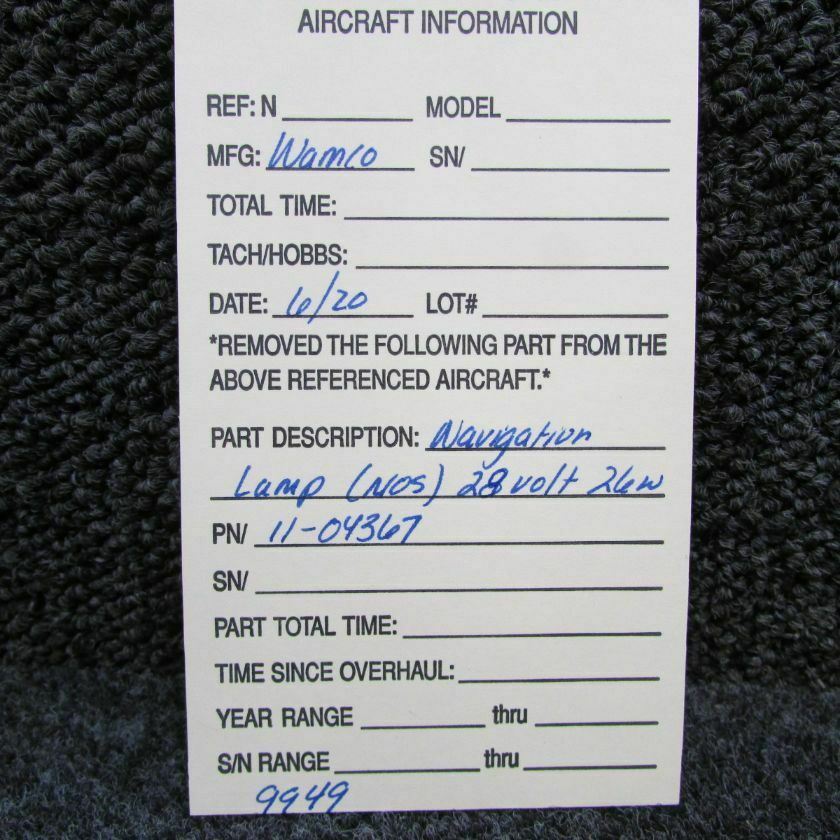 AIRCRAFT INFORMATION
REF: N MODEL
MFG: Wamco SN/
TOTAL TIME:
TACH/HOBBS:
DATE: 6/20 LOT#
*REMOVED THE FOLLOWING PART FROM THE
ABOVE REFERENCED AIRCRAFT.*
PART DESCRIPTION: Navigation
Lamp (NOS) 28 volt 26w
PN/ 11-04367
SN/
PART TOTAL TIME:
TIME SINCE OVERHAUL:
YEAR RANGE thru
S/N RANGE thru
9949